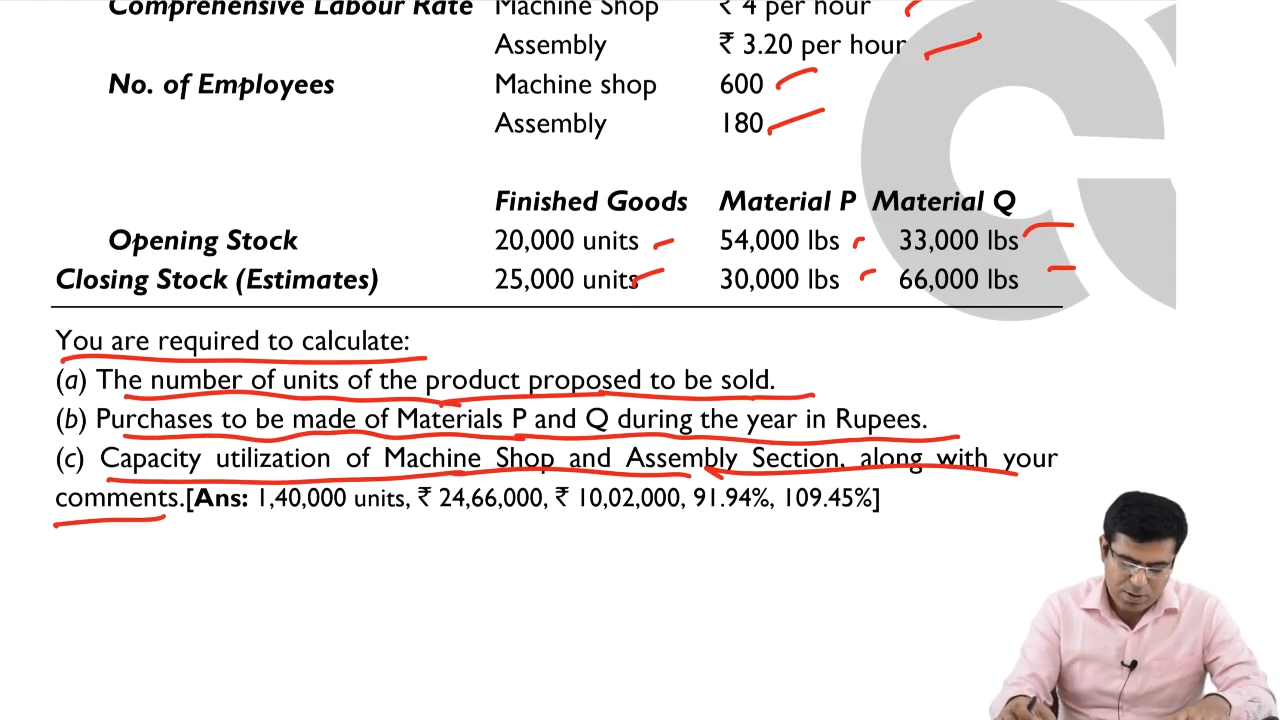 Comprehensive Labour Rate Machine Shop ₹ 4 per hour
Assembly ₹ 3.20 per hour
No. of Employees Machine shop 600
Assembly 180
Finished Goods Material P Material Q
Opening Stock 20,000 units 54,000 lbs 33,000 lbs
Closing Stock (Estimates) 25,000 units 30,000 lbs 66,000 lbs
You are required to calculate:
(a) The number of units of the product proposed to be sold.
(b) Purchases to be made of Materials P and Q during the year in Rupees.
(c) Capacity utilization of Machine Shop and Assembly Section, along with your
comments.[Ans: 1,40,000 units, ₹ 24,66,000, ₹ 10,02,000, 91.94%, 109.45%]